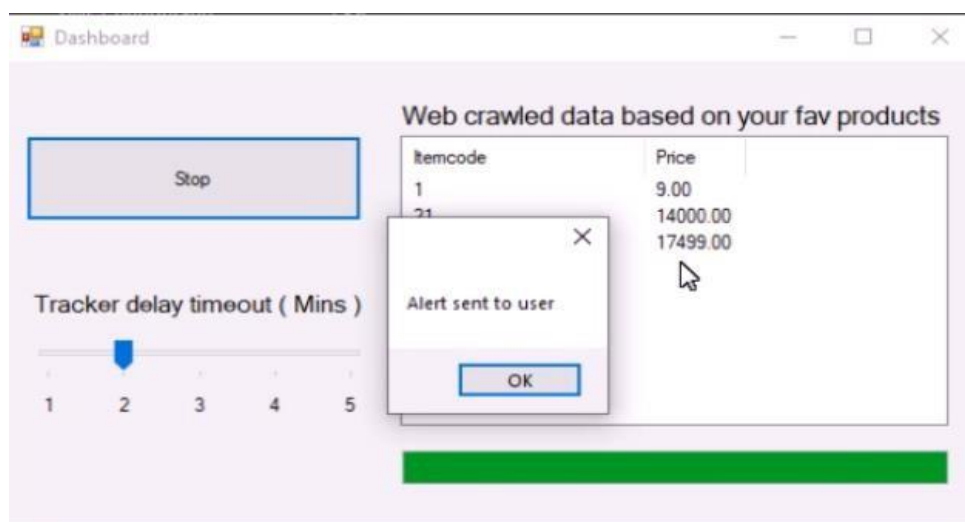 Dashboard
Web crawled data based on your fav products
Stop
Itemcode Price
1 9.00
21 14000.00
17499.00
Tracker delay timeout ( Mins )
1 2 3 4 5
Alert sent to user
OK